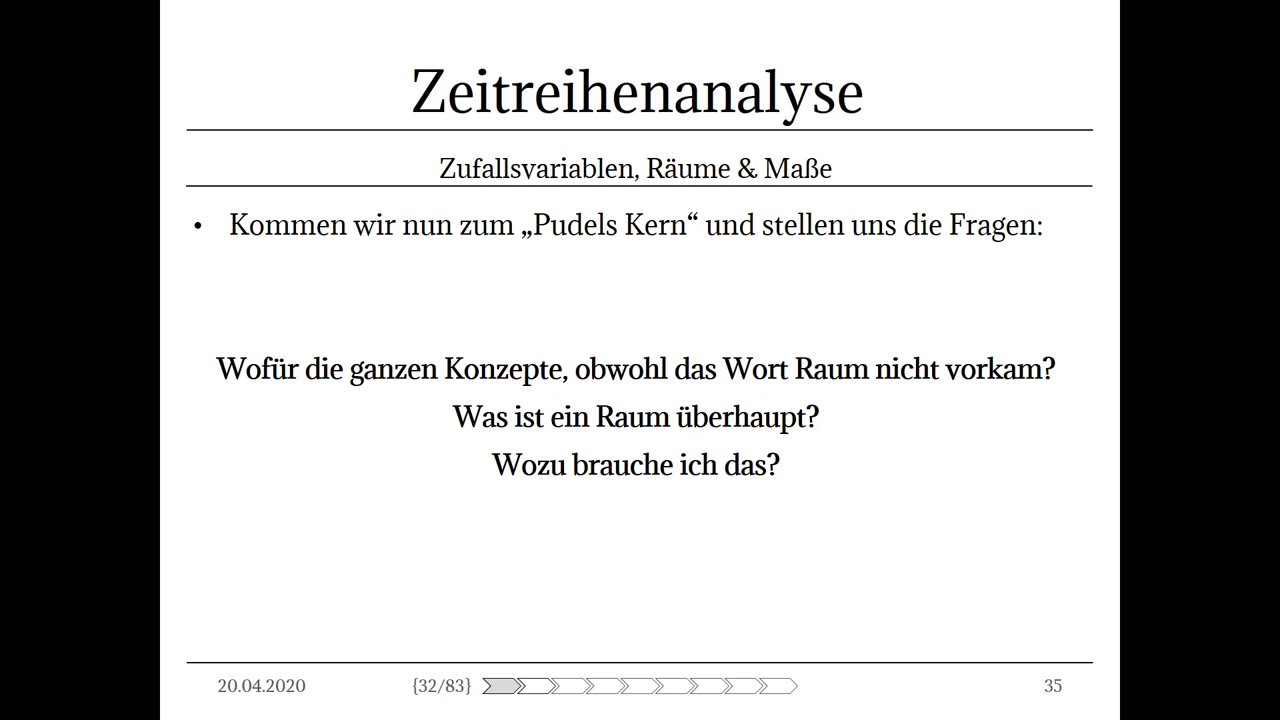 Zeitreihenanalyse
Zufallsvariablen, Räume & Maße
• Kommen wir nun zum „Pudels Kern“ und stellen uns die Fragen:
Wofür die ganzen Konzepte, obwohl das Wort Raum nicht vorkam?
Was ist ein Raum überhaupt?
Wozu brauche ich das?
20.04.2020 {32/83} 35